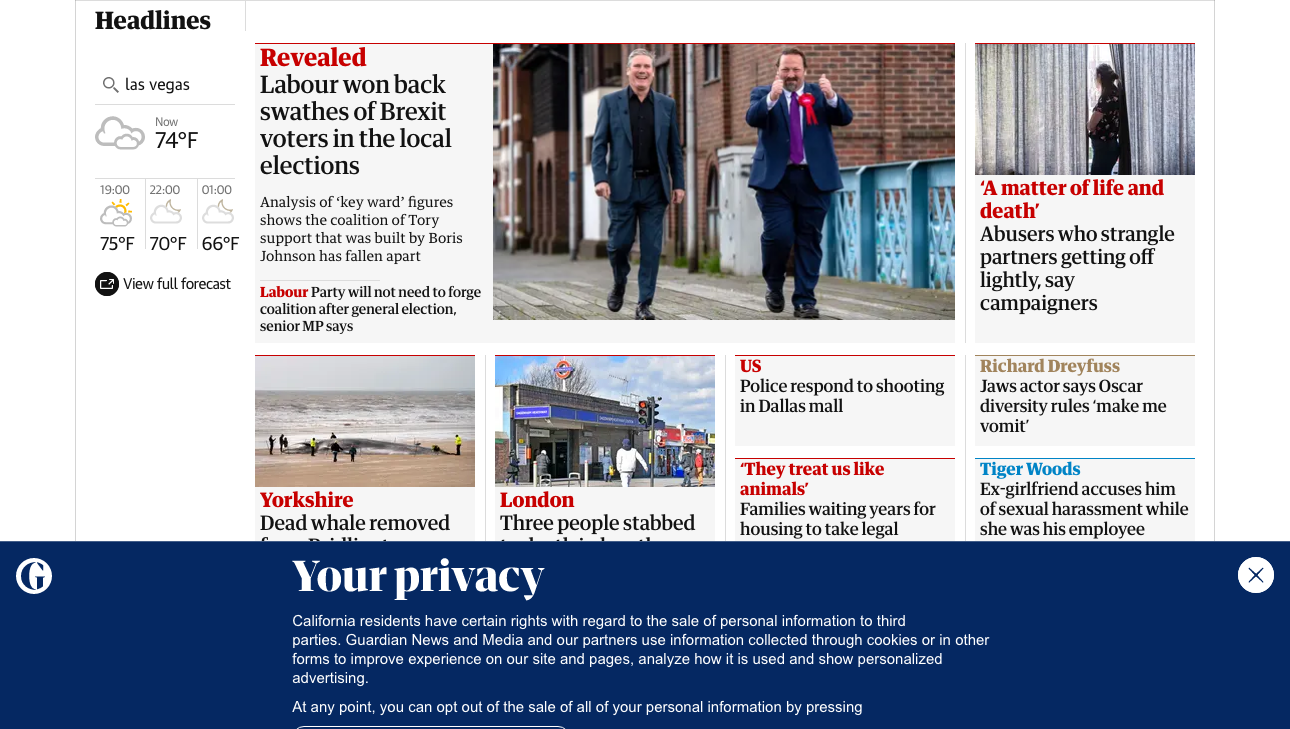 Headlines
las vegas
Now
74°F
19:00
22:00
01:00
75°F
70°F
66°F
View full forecast
Revealed
Labour won back
swathes of Brexit
voters in the local
elections
Analysis of ‘key ward’ figures
shows the coalition of Tory
support that was built by Boris
Johnson has fallen apart
Labour Party will not need to forge
coalition after general election,
senior MP says
‘A matter of life and
death’
Abusers who strangle
partners getting off
lightly, say
campaigners
Yorkshire
Dead whale removed
London
Three people stabbed
US
Police respond to shooting
in Dallas mall
‘They treat us like
animals’
Families waiting years for
housing to take legal
Richard Dreyfuss
Jaws actor says Oscar
diversity rules ‘make me
vomit’
Tiger Woods
Ex-girlfriend accuses him
of sexual harassment while
she was his employee
Your privacy
California residents have certain rights with regard to the sale of personal information to third
parties. Guardian News and Media and our partners use information collected through cookies or in other
forms to improve experience on our site and pages, analyze how it is used and show personalized
advertising.
At any point, you can opt out of the sale of all of your personal information by pressing